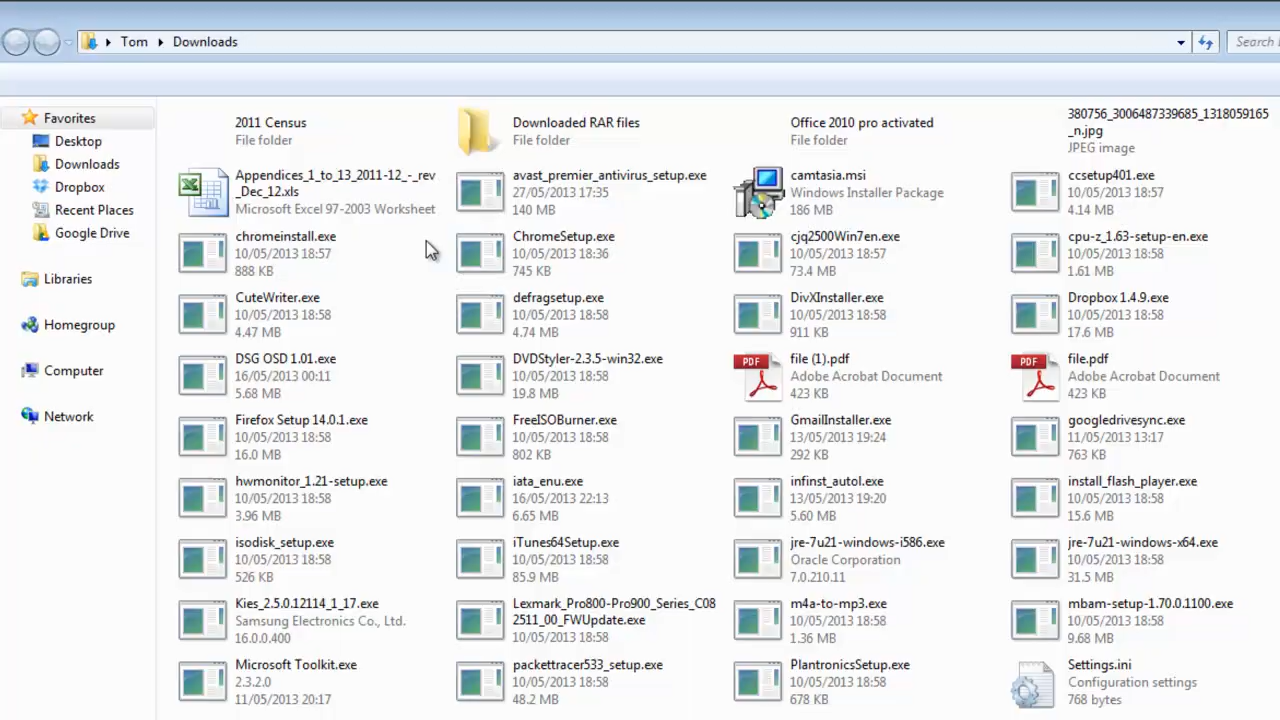 Tom Downloads
Search
Favorites
Desktop
Downloads
Dropbox
Recent Places
Google Drive
Libraries
Homegroup
Computer
Network
2011 Census
File folder
Downloaded RAR files
File folder
Office 2010 pro activated
File folder
380756_3006487339685_1318059165
_n.jpg
JPEG image
Appendices_1_to_13_2011-12_-_rev
_Dec_12.xls
Microsoft Excel 97-2003 Worksheet
avast_premier_antivirus_setup.exe
27/05/2013 17:35
140 MB
camtasia.msi
Windows Installer Package
186 MB
ccsetup401.exe
10/05/2013 18:57
4.14 MB
chromeinstall.exe
10/05/2013 18:57
888 KB
ChromeSetup.exe
10/05/2013 18:36
745 KB
cjq2500Win7en.exe
10/05/2013 18:57
73.4 MB
cpu-z_1.63-setup-en.exe
10/05/2013 18:58
1.61 MB
CuteWriter.exe
10/05/2013 18:58
4.47 MB
defragsetup.exe
10/05/2013 18:58
4.74 MB
DivXInstaller.exe
10/05/2013 18:58
911 KB
Dropbox 1.4.9.exe
10/05/2013 18:58
17.6 MB
DSG OSD 1.01.exe
16/05/2013 00:11
5.68 MB
DVDStyler-2.3.5-win32.exe
10/05/2013 18:58
19.8 MB
PDF
file (1).pdf
Adobe Acrobat Document
423 KB
PDF
file.pdf
Adobe Acrobat Document
423 KB
Firefox Setup 14.0.1.exe
10/05/2013 18:58
16.0 MB
FreeISOBurner.exe
10/05/2013 18:58
802 KB
GmailInstaller.exe
13/05/2013 19:24
292 KB
googledrivesync.exe
11/05/2013 13:17
763 KB
hwmonitor_1.21-setup.exe
10/05/2013 18:58
3.96 MB
iata_enu.exe
16/05/2013 22:13
6.65 MB
infinst_autol.exe
13/05/2013 19:20
5.60 MB
install_flash_player.exe
10/05/2013 18:58
15.6 MB
isodisk_setup.exe
10/05/2013 18:58
526 KB
iTunes64Setup.exe
10/05/2013 18:58
85.9 MB
jre-7u21-windows-i586.exe
Oracle Corporation
7.0.210.11
jre-7u21-windows-x64.exe
10/05/2013 18:58
31.5 MB
Kies_2.5.0.12114_1_17.exe
Samsung Electronics Co., Ltd.
16.0.0.400
Lexmark_Pro800-Pro900_Series_C08
2511_00_FWUpdate.exe
10/05/2013 18:58
m4a-to-mp3.exe
10/05/2013 18:58
1.36 MB
mbam-setup-1.70.0.1100.exe
10/05/2013 18:58
9.68 MB
Microsoft Toolkit.exe
2.3.2.0
11/05/2013 20:17
packettracer533_setup.exe
10/05/2013 18:58
48.2 MB
PlantronicsSetup.exe
10/05/2013 18:58
678 KB
Settings.ini
Configuration settings
768 bytes